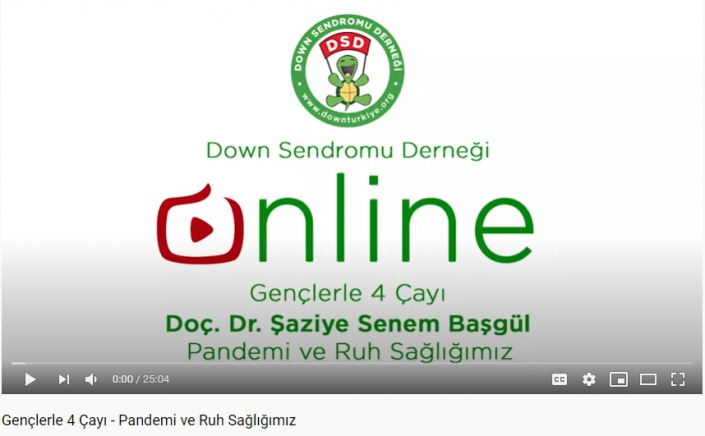 DOWN SENDROMU DERNEĞİ
DSD
• www.downturkiye.org •
Down Sendromu Derneği
Online
Gençlerle 4 Çayı
Doç. Dr. Şaziye Senem Başgül
Pandemi ve Ruh Sağlığımız
0:00 / 25:04
CC
Gençlerle 4 Çayı - Pandemi ve Ruh Sağlığımız